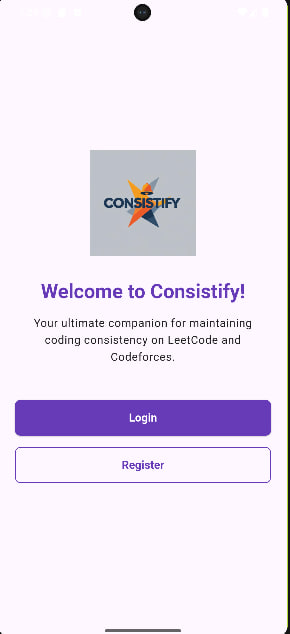 CONSISTIFY
Welcome to Consistify!
Your ultimate companion for maintaining
coding consistency on LeetCode and
Codeforces.
Login
Register